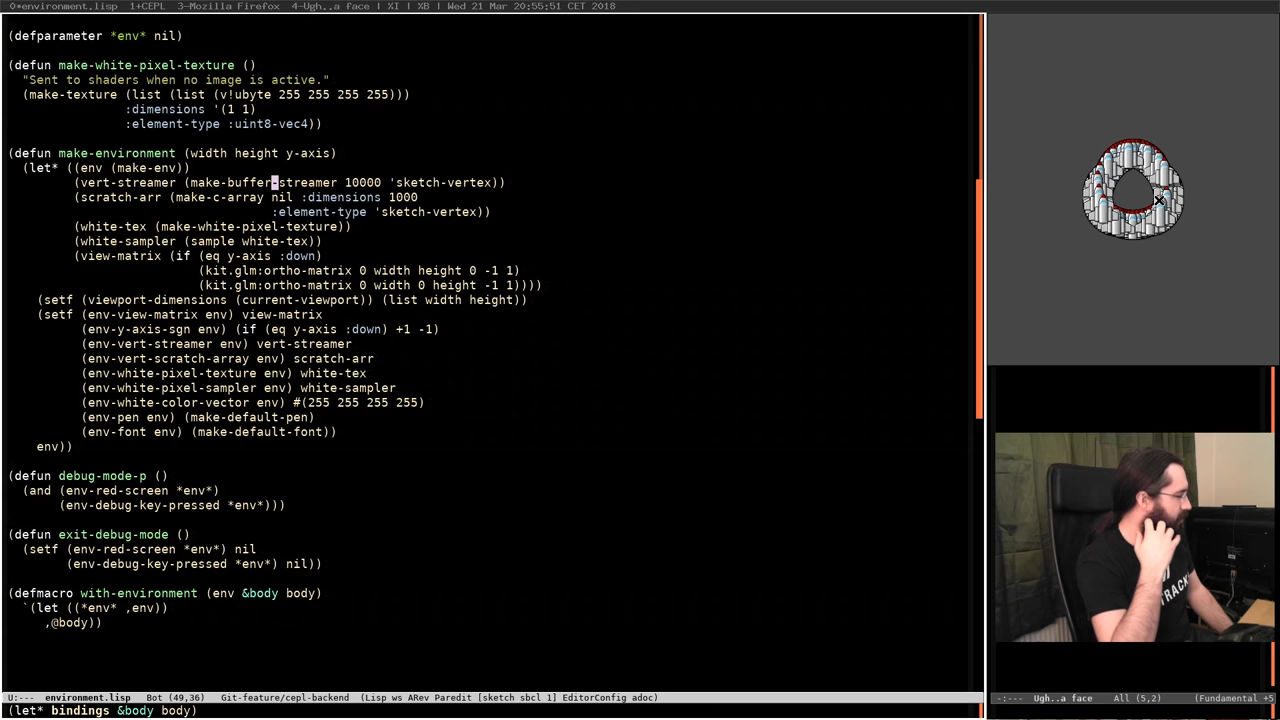 0*environment.lisp  1+CEPL  3-Mozilla Firefox  4-Ugh..a face | %I | %B | Wed 21 Mar 20:55:51 CET 2018
(defparameter *env* nil)
(defun make-white-pixel-texture ()
  "Sent to shaders when no image is active."
  (make-texture (list (list (v!ubyte 255 255 255 255)))
                :dimensions '(1 1)
                :element-type :uint8-vec4))
(defun make-environment (width height y-axis)
  (let* ((env (make-env))
         (vert-streamer (make-buffer-streamer 10000 'sketch-vertex))
         (scratch-arr (make-c-array nil :dimensions 1000
                                    :element-type 'sketch-vertex))
         (white-tex (make-white-pixel-texture))
         (white-sampler (sample white-tex))
         (view-matrix (if (eq y-axis :down)
                          (kit.glm:ortho-matrix 0 width height 0 -1 1)
                          (kit.glm:ortho-matrix 0 width 0 height -1 1))))
    (setf (viewport-dimensions (current-viewport)) (list width height))
    (setf (env-view-matrix env) view-matrix
          (env-y-axis-sgn env) (if (eq y-axis :down) +1 -1)
          (env-vert-streamer env) vert-streamer
          (env-vert-scratch-array env) scratch-arr
          (env-white-pixel-texture env) white-tex
          (env-white-pixel-sampler env) white-sampler
          (env-white-color-vector env) #(255 255 255 255)
          (env-pen env) (make-default-pen)
          (env-font env) (make-default-font))
    env))
(defun debug-mode-p ()
  (and (env-red-screen *env*)
       (env-debug-key-pressed *env*)))
(defun exit-debug-mode ()
  (setf (env-red-screen *env*) nil
        (env-debug-key-pressed *env*) nil))
(defmacro with-environment (env &body body)
  `(let ((*env* ,env))
     ,@body))
U:---  environment.lisp   Bot (49,36)   Git-feature/cepl-backend  (Lisp ws ARev Paredit [sketch sbcl 1] EditorConfig adoc)
(let* bindings &body body)
-:---  Ugh..a face    All (5,2)     (Fundamental +5